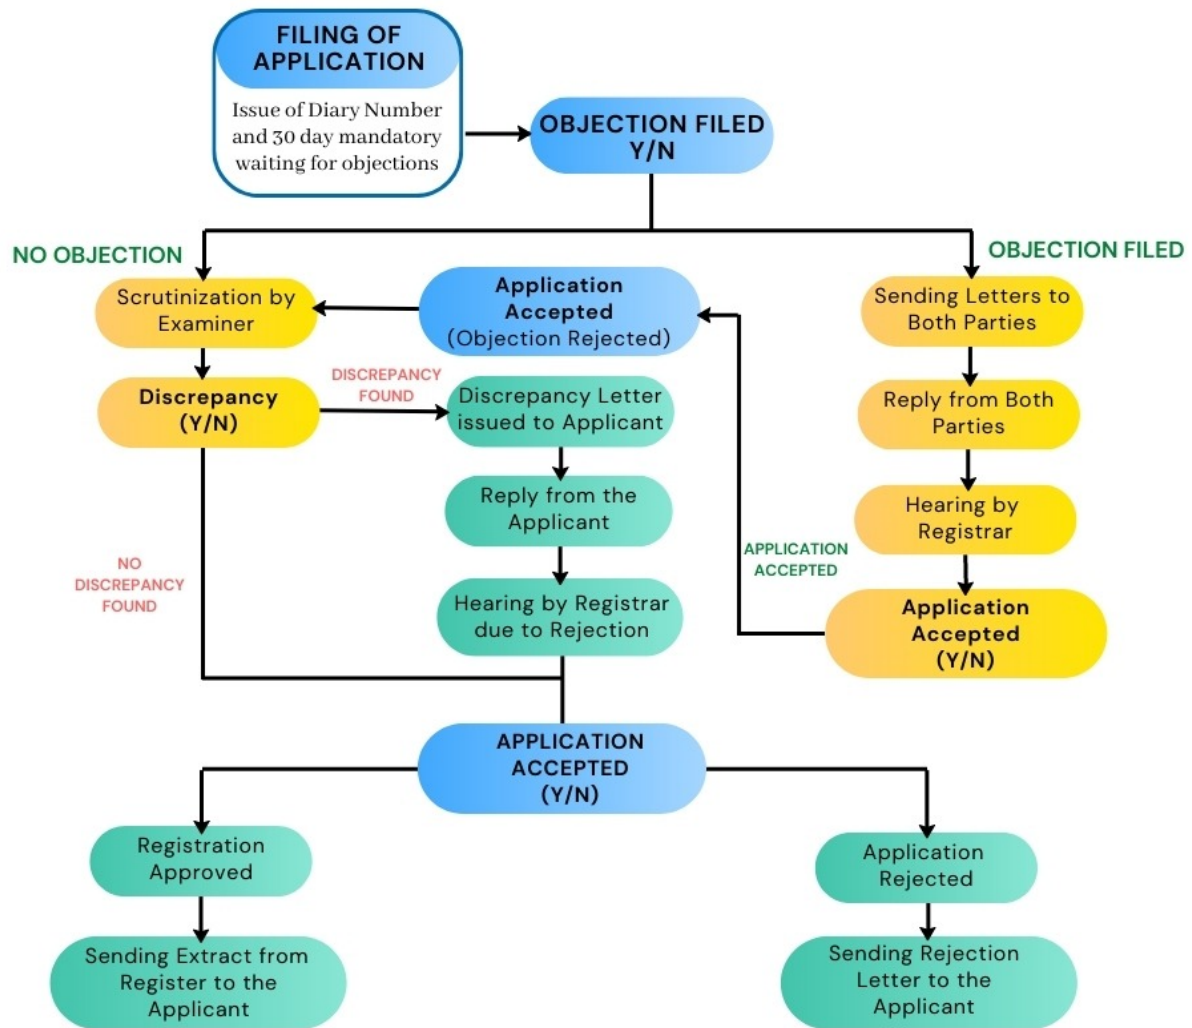 FILING OF
APPLICATION
Issue of Diary Number
and 30 day mandatory
waiting for objections
OBJECTION FILED
Y/N
NO OBJECTION
OBJECTION FILED
Scrutinization by
Examiner
Application
Accepted
(Objection Rejected)
Sending Letters to
Both Parties
Discrepancy
(Y/N)
DISCREPANCY
FOUND
Discrepancy Letter
issued to Applicant
Reply from Both
Parties
Reply from the
Applicant
Hearing by
Registrar
NO
DISCREPANCY
FOUND
APPLICATION
ACCEPTED
Hearing by Registrar
due to Rejection
Application
Accepted
(Y/N)
APPLICATION
ACCEPTED
(Y/N)
Registration
Approved
Application
Rejected
Sending Extract from
Register to the
Applicant
Sending Rejection
Letter to the
Applicant